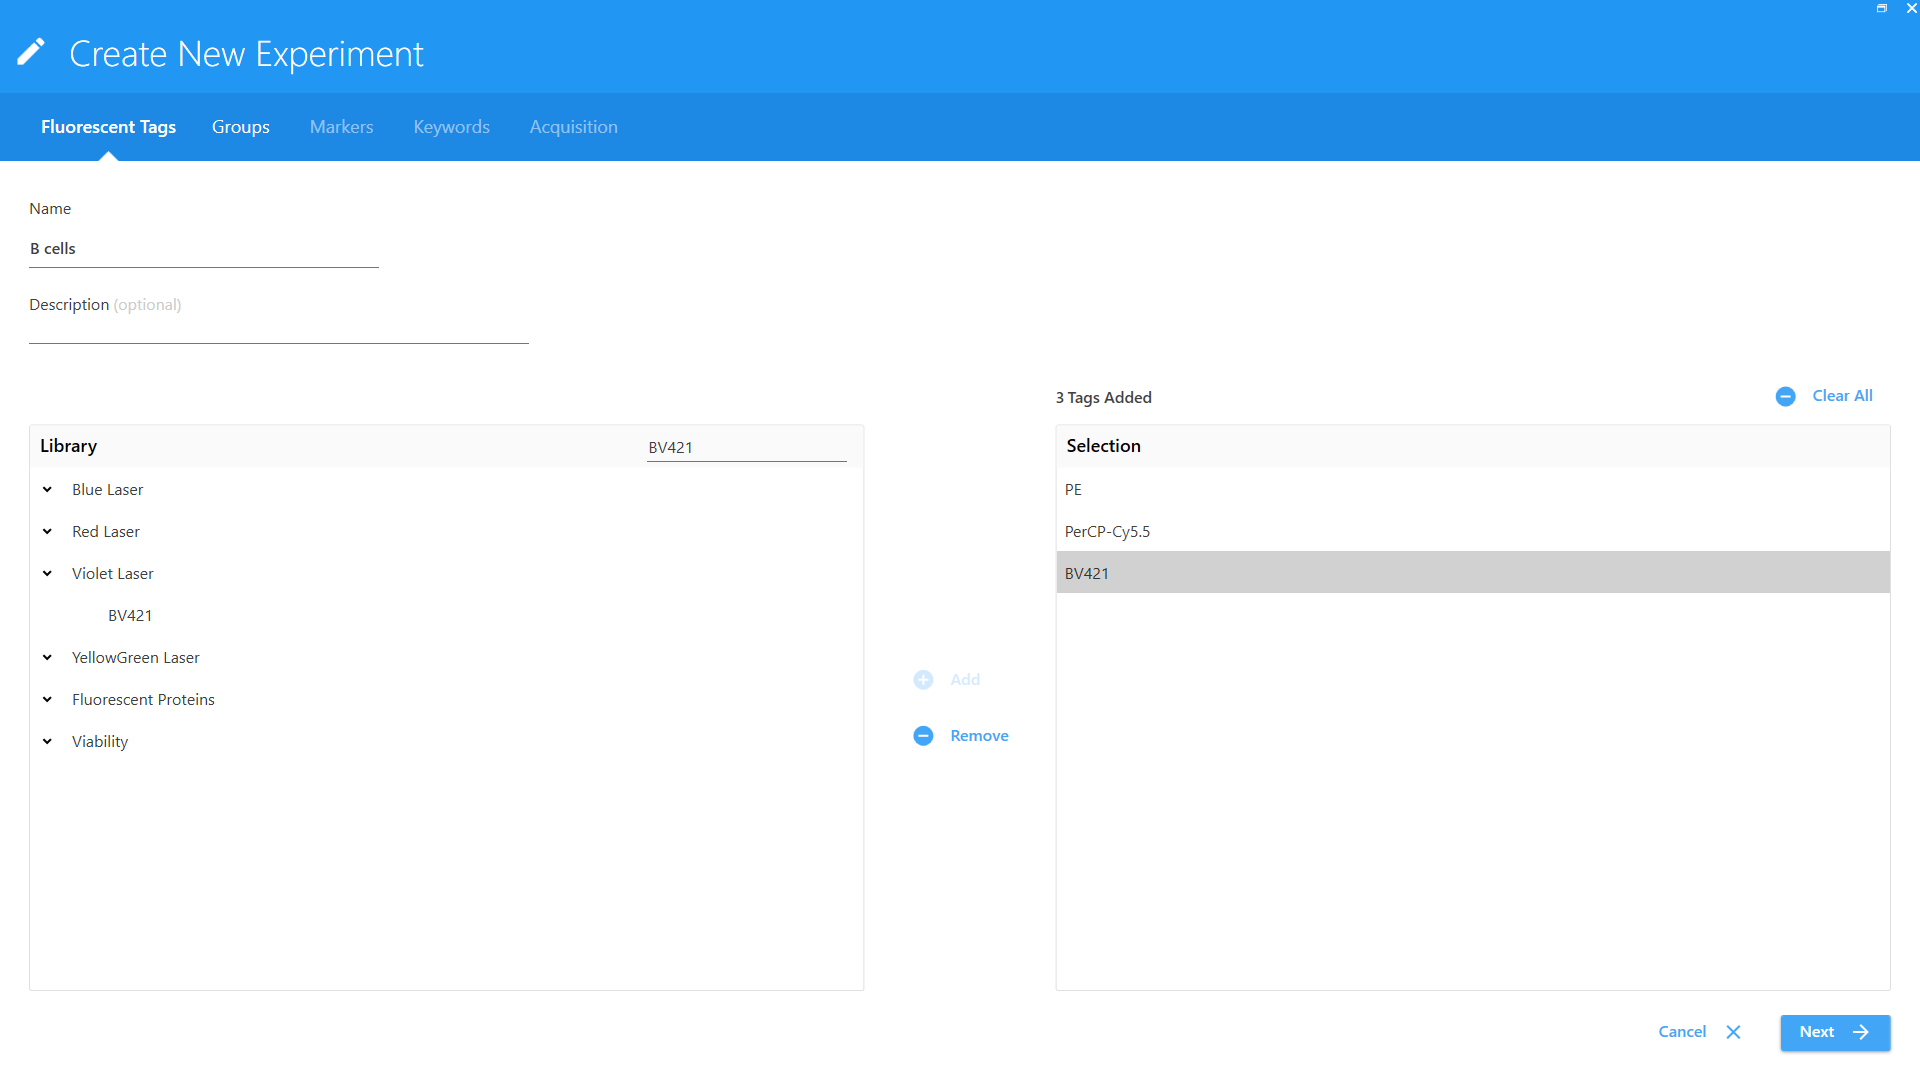 Create New Experiment
Fluorescent Tags Groups Markers Keywords Acquisition
Name
B cells
Description (optional)
3 Tags Added
Clear All
Library
BV421
Blue Laser
Red Laser
Violet Laser
BV421
YellowGreen Laser
Fluorescent Proteins
Viability
Add
Remove
Selection
PE
PerCP-Cy5.5
BV421
Cancel
Next